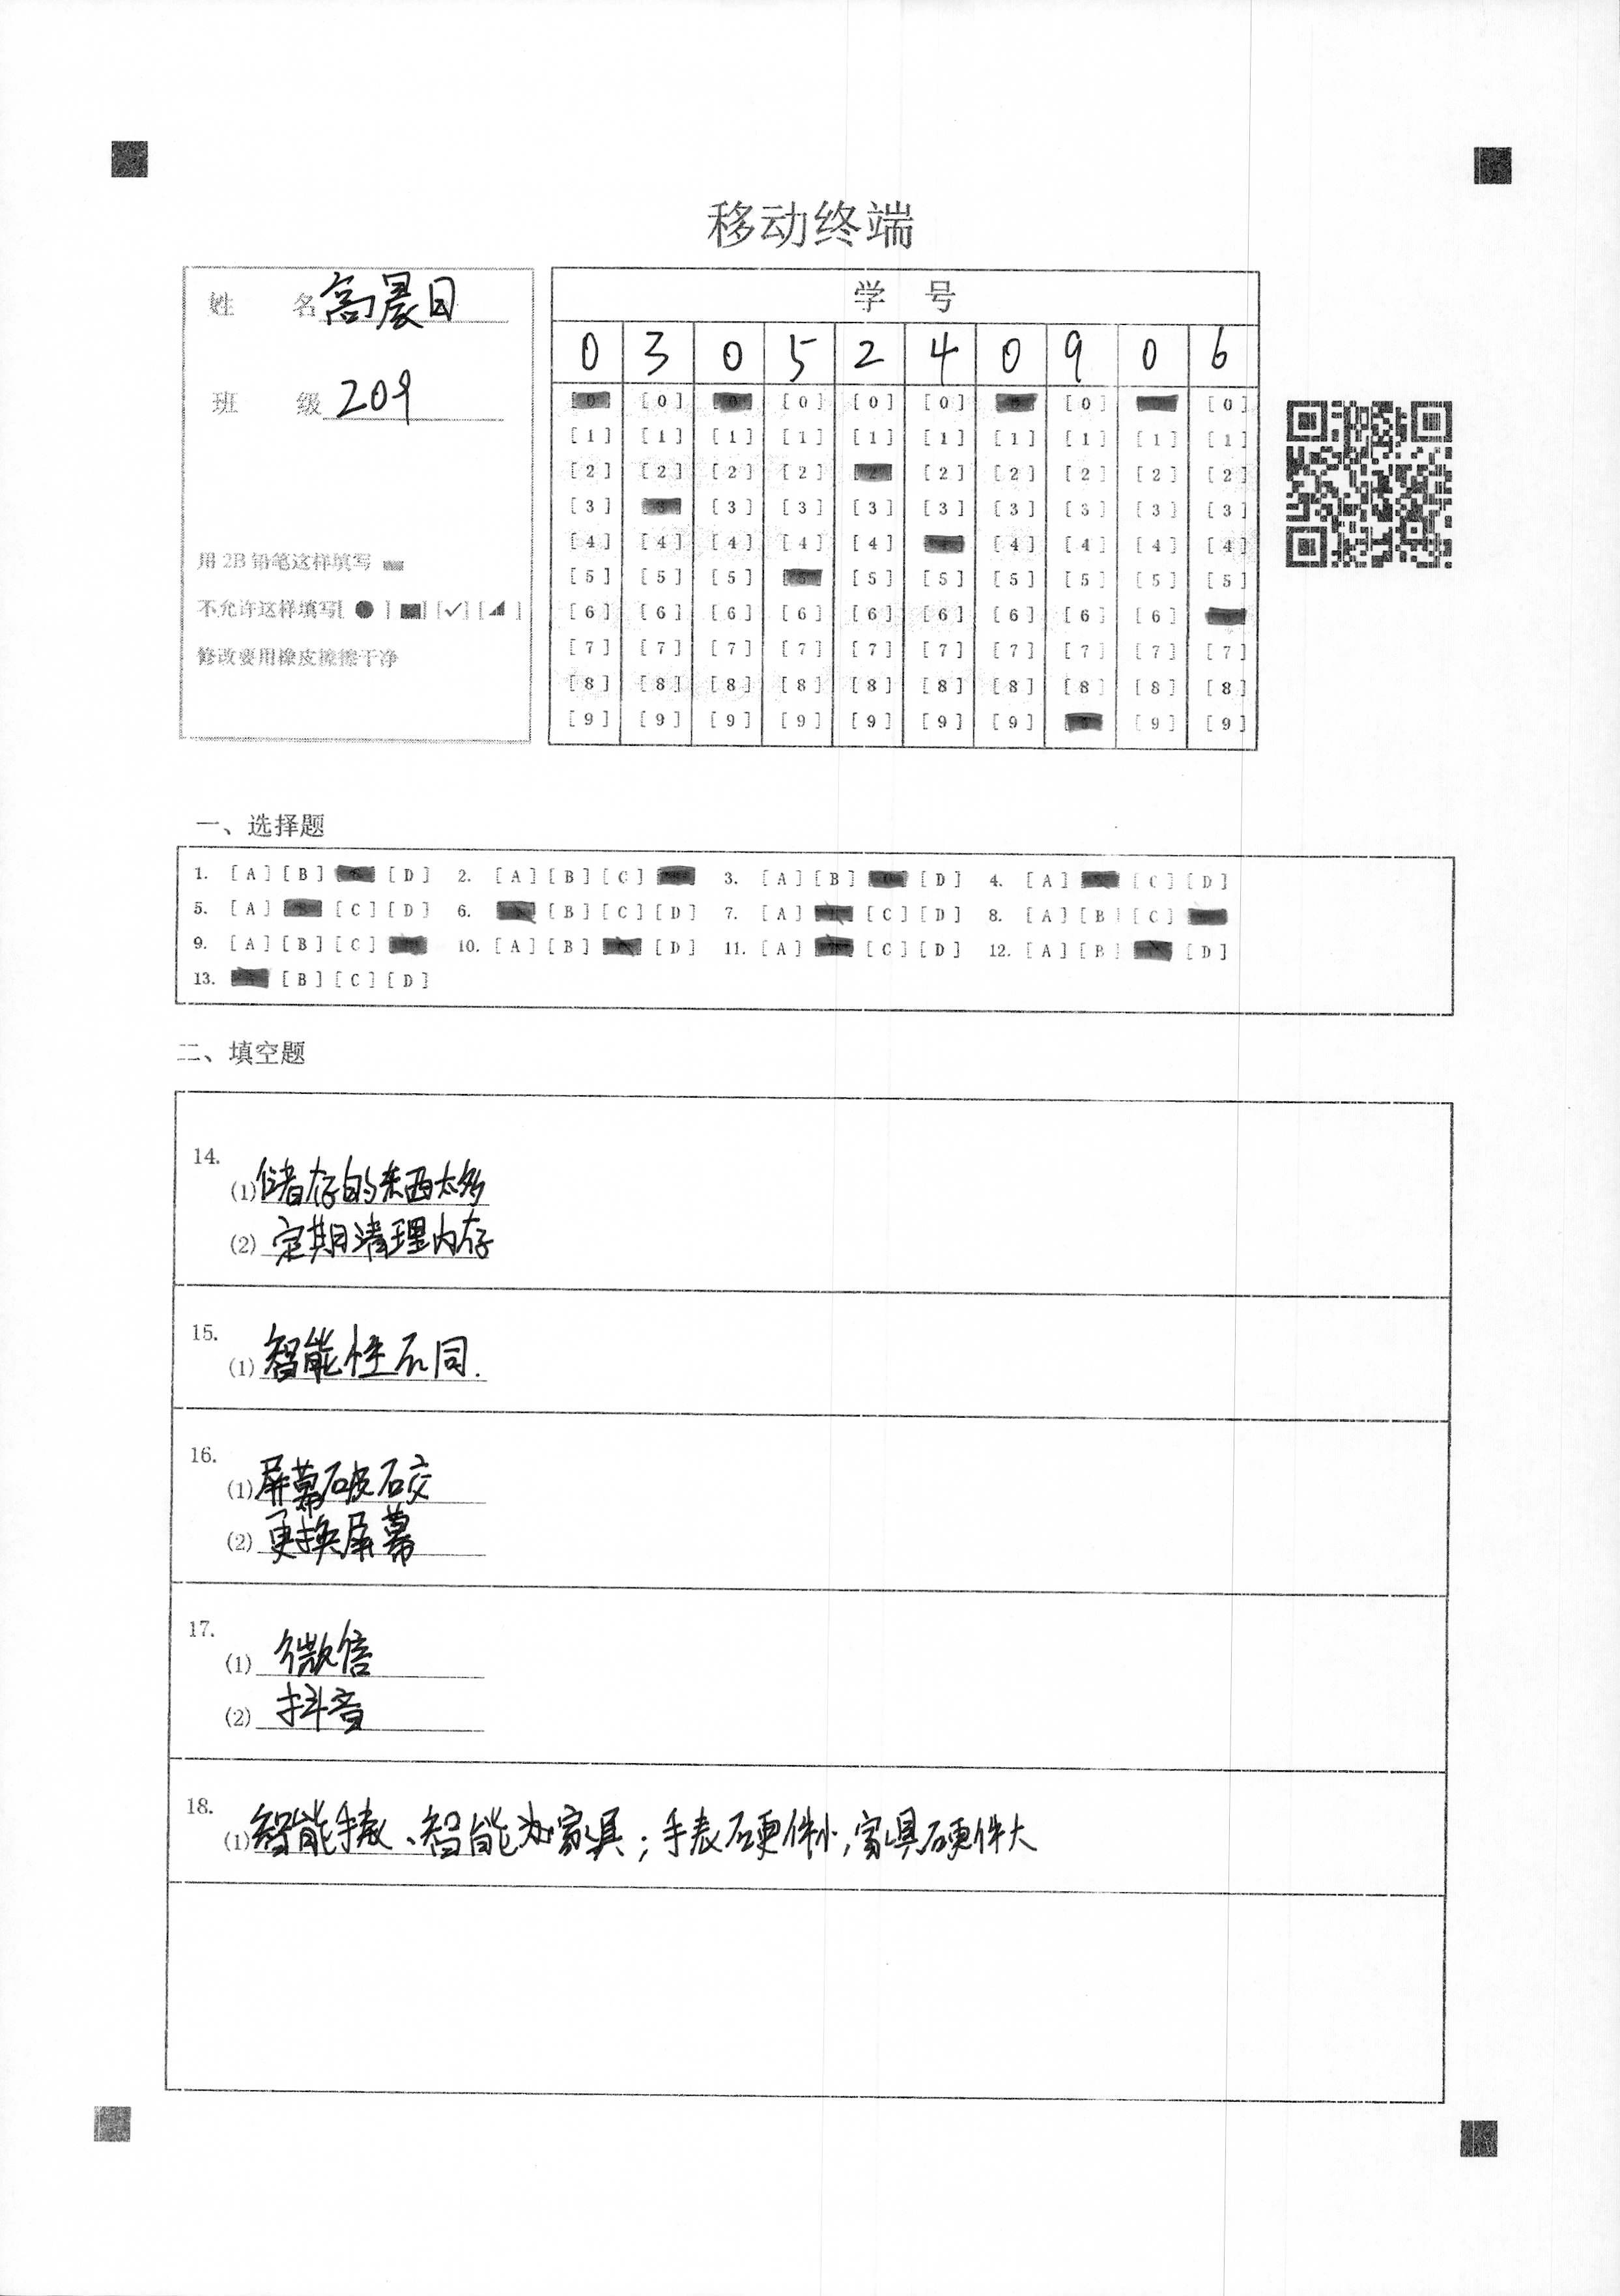 移动终端
姓 名 高晨日
班 级 209
用 2B 铅笔这样填写
不允许这样填写[ ● ] [■] [✓] [◢ ]
修改要用橡皮擦擦干净
学 号
0 3 0 5 2 4 0 9 0 6
[0] [0] [0] [0] [0] [0] [0] [0] [0] [0]
[1] [1] [1] [1] [1] [1] [1] [1] [1] [1]
[2] [2] [2] [2] [2] [2] [2] [2] [2] [2]
[3] [3] [3] [3] [3] [3] [3] [3] [3] [3]
[4] [4] [4] [4] [4] [4] [4] [4] [4] [4]
[5] [5] [5] [5] [5] [5] [5] [5] [5] [5]
[6] [6] [6] [6] [6] [6] [6] [6] [6]
[7] [7] [7] [7] [7] [7] [7] [7] [7] [7]
[8] [8] [8] [8] [8] [8] [8] [8] [8] [8]
[9] [9] [9] [9] [9] [9] [9] [9] [9] [9]
一、选择题
1. [A] [B] [D] 2. [A] [B] [C] 3. [A] [B] [D] 4. [A] [C] [D]
5. [A] [C] [D] 6. [B] [C] [D] 7. [A] [C] [D] 8. [A] [B] [C]
9. [A] [B] [C] 10. [A] [B] [D] 11. [A] [C] [D] 12. [A] [B] [D]
13. [B] [C] [D]
二、填空题
14.
(1) 储存的东西太多
(2) 定期清理内存
15.
(1) 智能性不同.
16.
(1) 屏幕破碎
(2) 更换屏幕
17.
(1) 微信
(2) 抖音
18.
(1) 智能手表、智能家具；手表硬件小，家具硬件大